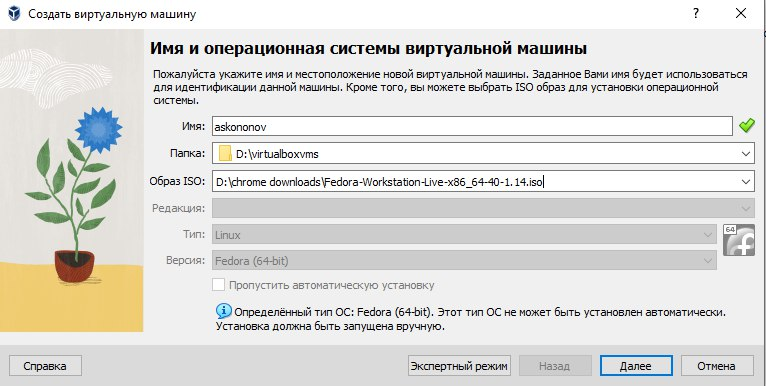 Создать виртуальную машину
?
Имя и операционная системы виртуальной машины
Пожалуйста укажите имя и местоположение новой виртуальной машины. Заданное Вами имя будет использоваться
для идентификации данной машины. Кроме того, вы можете выбрать ISO образ для установки операционной
системы.
Имя: askononov
Папка: D:\virtualboxvms
Образ ISO: D:\chrome downloads\Fedora-Workstation-Live-x86_64-40-1.14.iso
Редакция:
Тип: Linux
64
Версия: Fedora (64-bit)
Пропустить автоматическую установку
Определённый тип ОС: Fedora (64-bit). Этот тип ОС не может быть установлен автоматически.
Установка должна быть запущена вручную.
Справка Экспертный режим Назад Далее Отмена